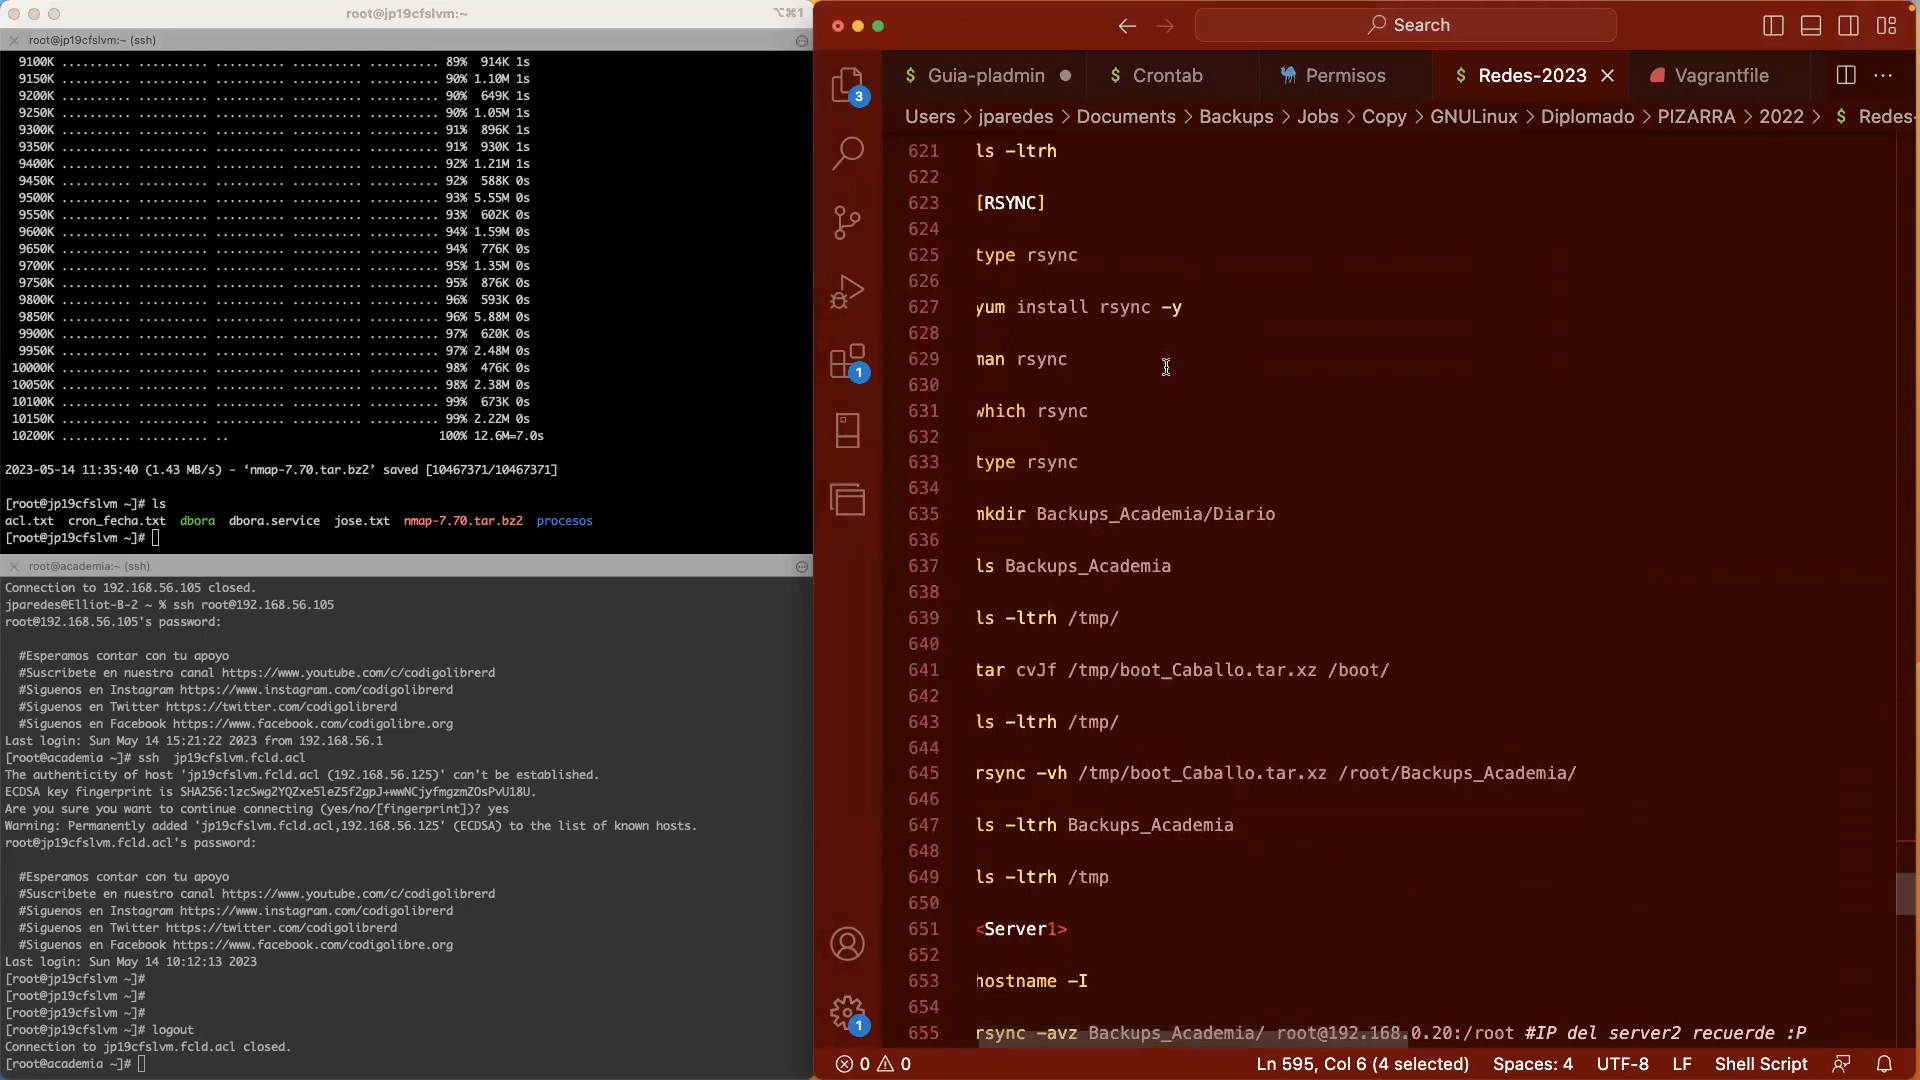 root@jp19cfslvm:~
⌥⌘1
root@jp19cfslvm:~ (ssh)
9100K .......... .......... .......... .......... .......... 89% 914K 1s
9150K .......... .......... .......... .......... .......... 90% 1.10M 1s
9200K .......... .......... .......... .......... .......... 90% 649K 1s
9250K .......... .......... .......... .......... .......... 90% 1.05M 1s
9300K .......... .......... .......... .......... .......... 91% 896K 1s
9350K .......... .......... .......... .......... .......... 91% 930K 1s
9400K .......... .......... .......... .......... .......... 92% 1.21M 1s
9450K .......... .......... .......... .......... .......... 92% 588K 0s
9500K .......... .......... .......... .......... .......... 93% 5.55M 0s
9550K .......... .......... .......... .......... .......... 93% 602K 0s
9600K .......... .......... .......... .......... .......... 94% 1.59M 0s
9650K .......... .......... .......... .......... .......... 94% 776K 0s
9700K .......... .......... .......... .......... .......... 95% 1.35M 0s
9750K .......... .......... .......... .......... .......... 95% 876K 0s
9800K .......... .......... .......... .......... .......... 96% 593K 0s
9850K .......... .......... .......... .......... .......... 96% 5.88M 0s
9900K .......... .......... .......... .......... .......... 97% 620K 0s
9950K .......... .......... .......... .......... .......... 97% 2.48M 0s
10000K .......... .......... .......... .......... .......... 98% 476K 0s
10050K .......... .......... .......... .......... .......... 98% 2.38M 0s
10100K .......... .......... .......... .......... .......... 99% 673K 0s
10150K .......... .......... .......... .......... .......... 99% 2.22M 0s
10200K .......... .......... .. 100% 12.6M=7.0s
2023-05-14 11:35:40 (1.43 MB/s) - ‘nmap-7.70.tar.bz2’ saved [10467371/10467371]
[root@jp19cfslvm ~]# ls
acl.txt cron_fecha.txt dbora dbora.service jose.txt nmap-7.70.tar.bz2 procesos
[root@jp19cfslvm ~]#
root@academia:~ (ssh)
Connection to 192.168.56.105 closed.
jparedes@Elliot-B-2 ~ % ssh root@192.168.56.105
root@192.168.56.105's password:
#Esperamos contar con tu apoyo
#Suscribete en nuestro canal https://www.youtube.com/c/codigolibrerd
#Siguenos en Instagram https://www.instagram.com/codigolibrerd
#Siguenos en Twitter https://twitter.com/codigolibrerd
#Siguenos en Facebook https://www.facebook.com/codigolibre.org
Last login: Sun May 14 15:21:22 2023 from 192.168.56.1
[root@academia ~]# ssh jp19cfslvm.fcld.acl
The authenticity of host 'jp19cfslvm.fcld.acl (192.168.56.125)' can't be established.
ECDSA key fingerprint is SHA256:lzcSwg2YQZxe5leZ5f2gpJ+wwNCjyfmgzmZOsPvU18U.
Are you sure you want to continue connecting (yes/no/[fingerprint])? yes
Warning: Permanently added 'jp19cfslvm.fcld.acl,192.168.56.125' (ECDSA) to the list of known hosts.
root@jp19cfslvm.fcld.acl's password:
#Esperamos contar con tu apoyo
#Suscribete en nuestro canal https://www.youtube.com/c/codigolibrerd
#Siguenos en Instagram https://www.instagram.com/codigolibrerd
#Siguenos en Twitter https://twitter.com/codigolibrerd
#Siguenos en Facebook https://www.facebook.com/codigolibre.org
Last login: Sun May 14 10:12:13 2023
[root@jp19cfslvm ~]#
[root@jp19cfslvm ~]#
[root@jp19cfslvm ~]#
[root@jp19cfslvm ~]# logout
Connection to jp19cfslvm.fcld.acl closed.
[root@academia ~]#
Search
3
1
1
$ Guia-pladmin
$ Crontab
Permisos
$ Redes-2023
Vagrantfile
Users > jparedes > Documents > Backups > Jobs > Copy > GNULinux > Diplomado > PIZARRA > 2022 > $ Redes-
621 ls -ltrh
622
623 [RSYNC]
624
625 type rsync
626
627 yum install rsync -y
628
629 man rsync
630
631 which rsync
632
633 type rsync
634
635 mkdir Backups_Academia/Diario
636
637 ls Backups_Academia
638
639 ls -ltrh /tmp/
640
641 tar cvJf /tmp/boot_Caballo.tar.xz /boot/
642
643 ls -ltrh /tmp/
644
645 rsync -vh /tmp/boot_Caballo.tar.xz /root/Backups_Academia/
646
647 ls -ltrh Backups_Academia
648
649 ls -ltrh /tmp
650
651 <Server1>
652
653 hostname -I
654
655 rsync -avz Backups_Academia/ root@192.168.0.20:/root #IP del server2 recuerde :P
0 0
Ln 595, Col 6 (4 selected)
Spaces: 4
UTF-8
LF
Shell Script